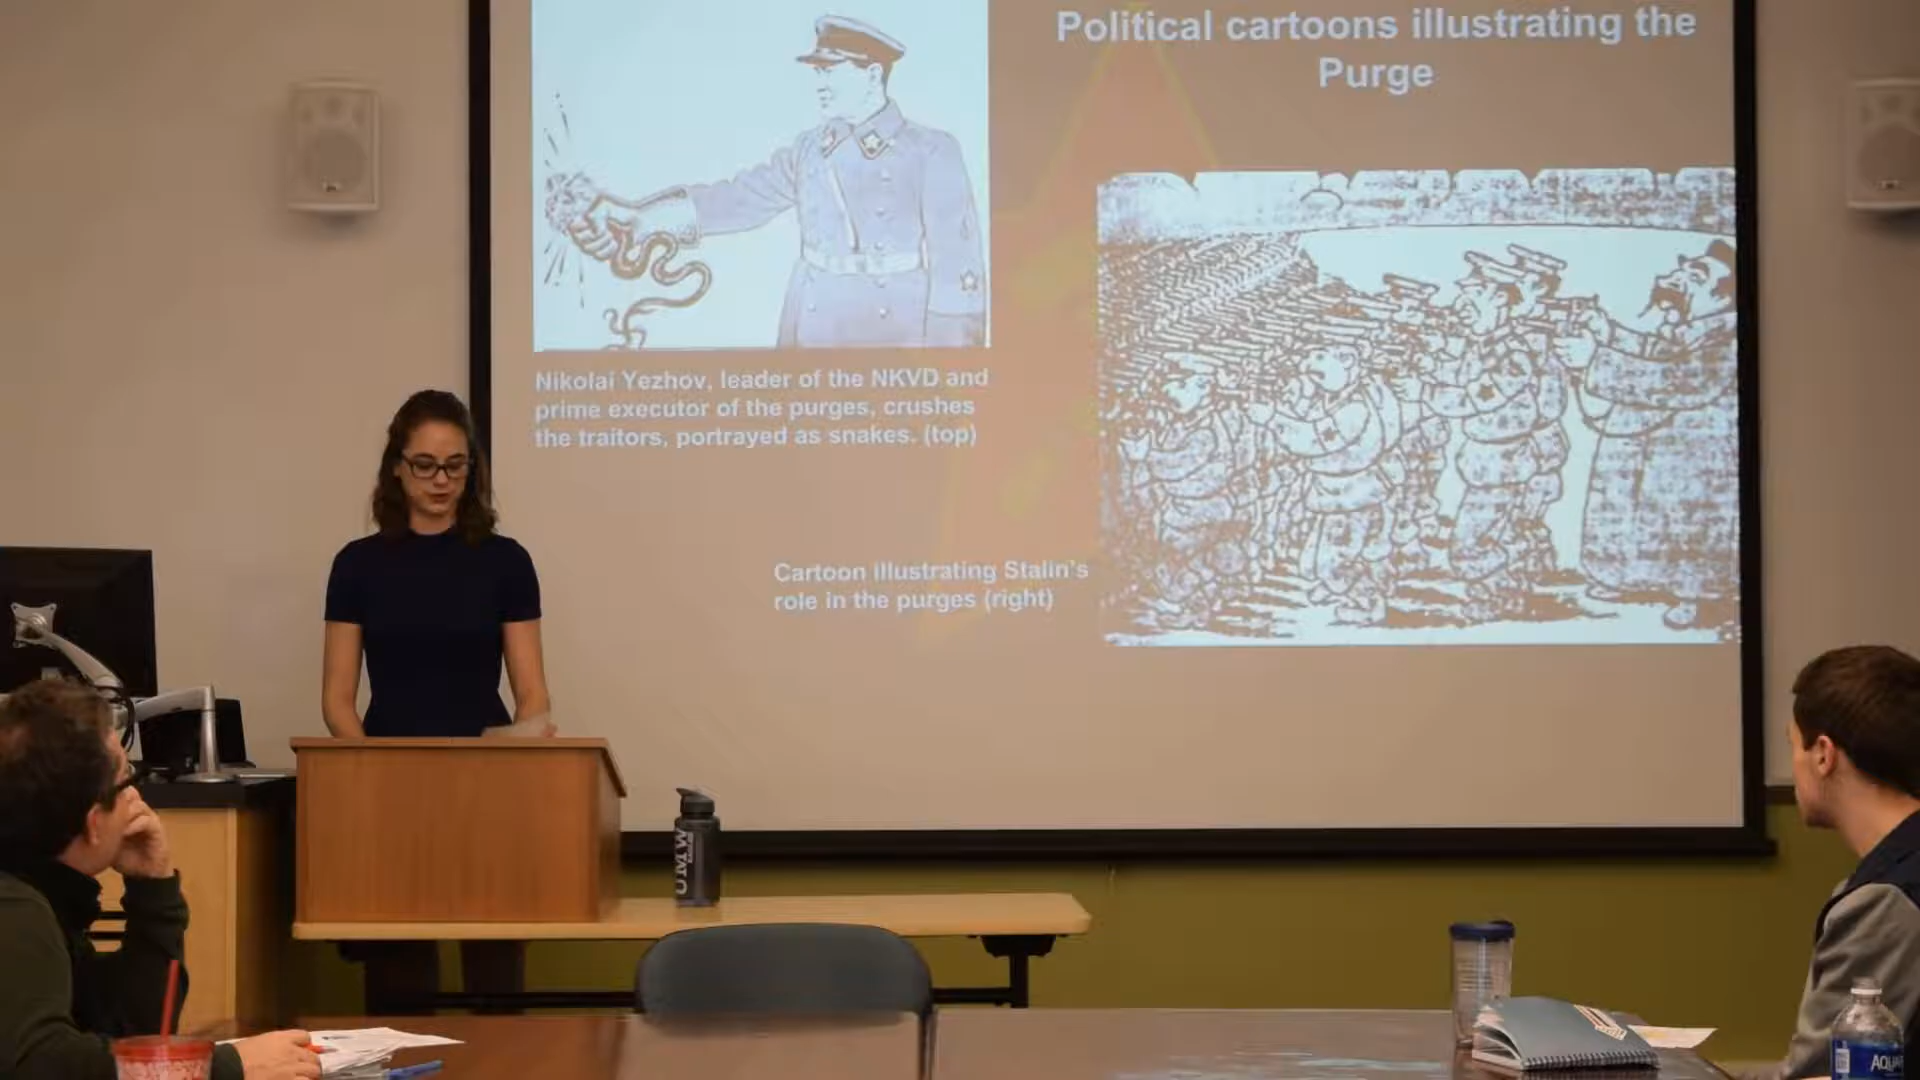 Political cartoons illustrating the
Purge
Nikolai Yezhov, leader of the NKVD and
prime executor of the purges, crushes
the traitors, portrayed as snakes. (top)
Cartoon illustrating Stalin's
role in the purges (right)
UMW
AQUA